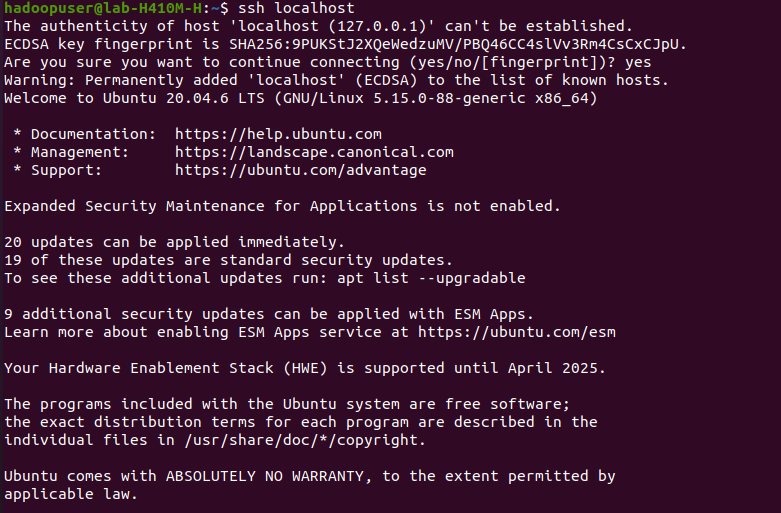 hadoopuser@lab-H410M-H:~$ ssh localhost
The authenticity of host 'localhost (127.0.0.1)' can't be established.
ECDSA key fingerprint is SHA256:9PUKStJ2XQeWedzuMV/PBQ46CC4slVv3Rm4CsCxCJpU.
Are you sure you want to continue connecting (yes/no/[fingerprint])? yes
Warning: Permanently added 'localhost' (ECDSA) to the list of known hosts.
Welcome to Ubuntu 20.04.6 LTS (GNU/Linux 5.15.0-88-generic x86_64)

 * Documentation:  https://help.ubuntu.com
 * Management:     https://landscape.canonical.com
 * Support:        https://ubuntu.com/advantage

Expanded Security Maintenance for Applications is not enabled.

20 updates can be applied immediately.
19 of these updates are standard security updates.
To see these additional updates run: apt list --upgradable

9 additional security updates can be applied with ESM Apps.
Learn more about enabling ESM Apps service at https://ubuntu.com/esm

Your Hardware Enablement Stack (HWE) is supported until April 2025.

The programs included with the Ubuntu system are free software;
the exact distribution terms for each program are described in the
individual files in /usr/share/doc/*/copyright.

Ubuntu comes with ABSOLUTELY NO WARRANTY, to the extent permitted by
applicable law.